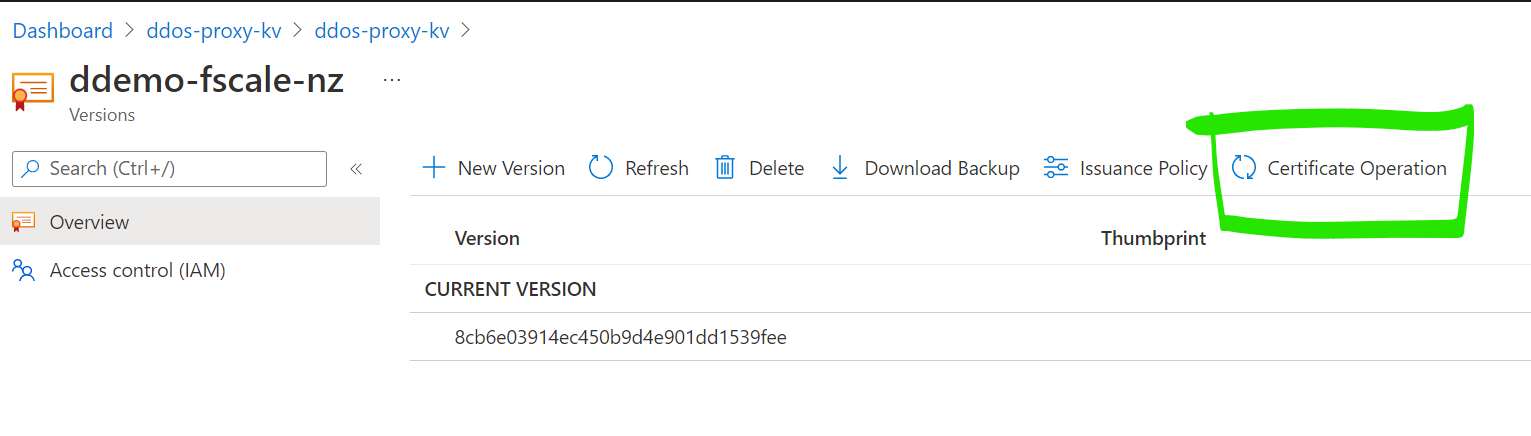 Dashboard > ddos-proxy-kv > ddos-proxy-kv >
ddemo-fscale-nz ...
Versions
Search (Ctrl+/) «
New Version Refresh Delete Download Backup Issuance Policy Certificate Operation
Overview
Access control (IAM)
Version Thumbprint
CURRENT VERSION
8cb6e03914ec450b9d4e901dd1539fee